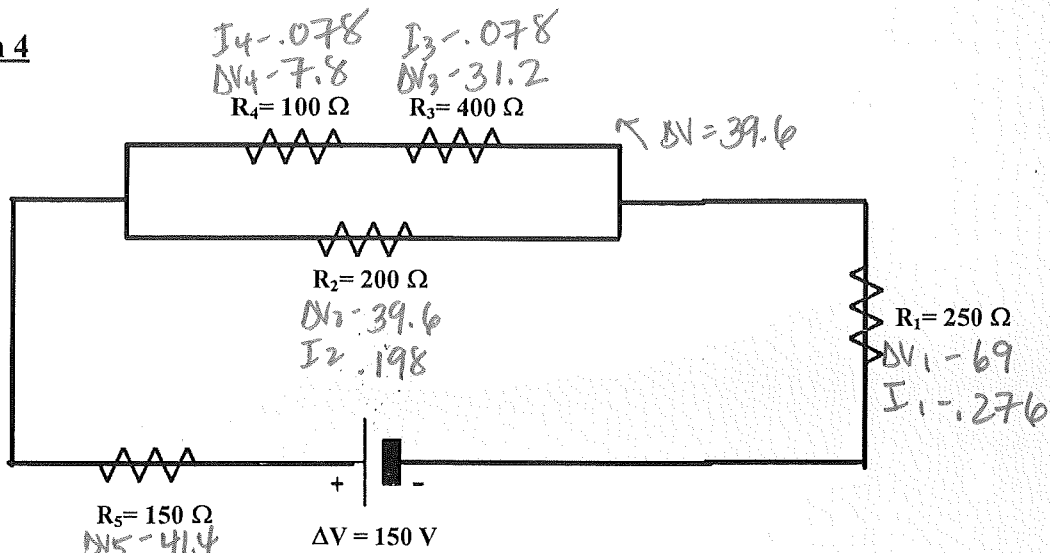 n 4
I4-.078 I3-.078
ΔV4-7.8 ΔV3-31.2
R₄= 100 Ω R₃= 400 Ω
↖ ΔV=39.6
R₂= 200 Ω
ΔV2-39.6
I2 .198
R₁= 250 Ω
ΔV1-69
I1-.276
+ -
R₅= 150 Ω
ΔV5-41.4
ΔV = 150 V